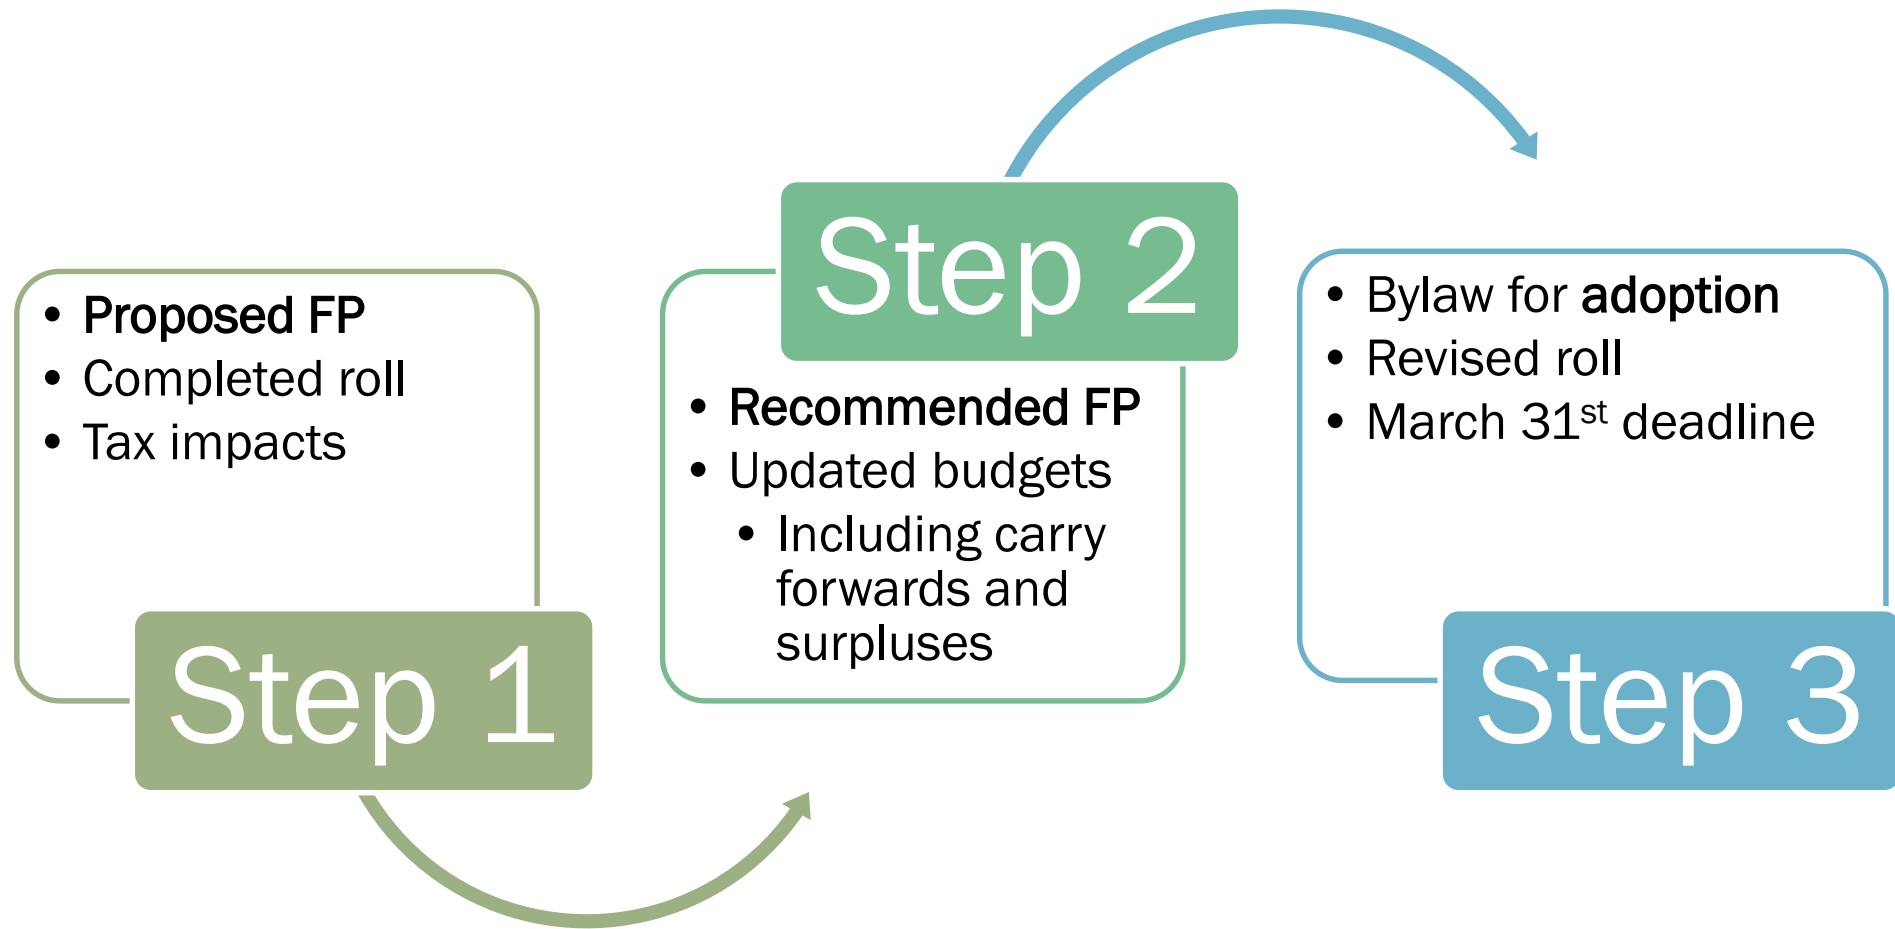 • Proposed FP
• Completed roll
• Tax impacts
Step 1
Step 2
• Recommended FP
• Updated budgets
• Including carry
forwards and
surpluses
• Bylaw for adoption
• Revised roll
• March 31st deadline
Step 3